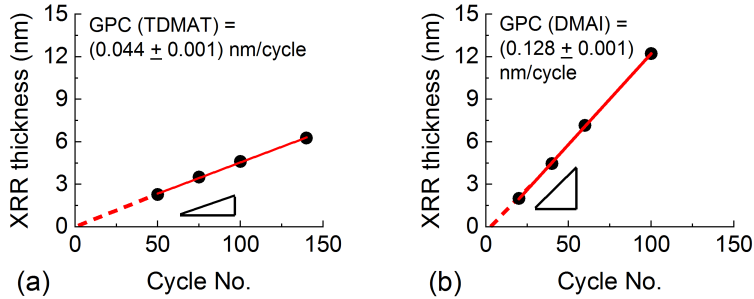 GPC (TDMAT) =
(0.044 ± 0.001) nm/cycle
15
12
9
6
3
0
XRR thickness (nm)
0 50 100 150
Cycle No.
(a)
GPC (DMAI) =
(0.128 ± 0.001)
nm/cycle
15
12
9
6
3
0
XRR thickness (nm)
0 50 100 150
Cycle No.
(b)